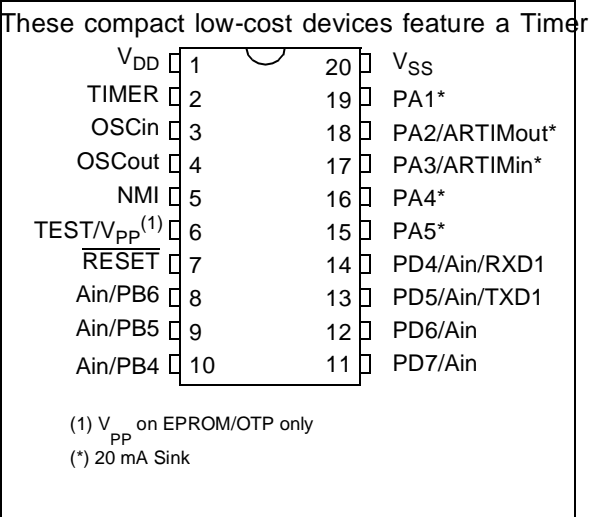 These compact low-cost devices feature a Timer
VDD 1 20 VSS
TIMER 2 19 PA1*
OSCin 3 18 PA2/ARTIMout*
OSCout 4 17 PA3/ARTIMin*
NMI 5 16 PA4*
TEST/VPP(1) 6 15 PA5*
RESET 7 14 PD4/Ain/RXD1
Ain/PB6 8 13 PD5/Ain/TXD1
Ain/PB5 9 12 PD6/Ain
Ain/PB4 10 11 PD7/Ain
(1) VPP on EPROM/OTP only
(*) 20 mA Sink